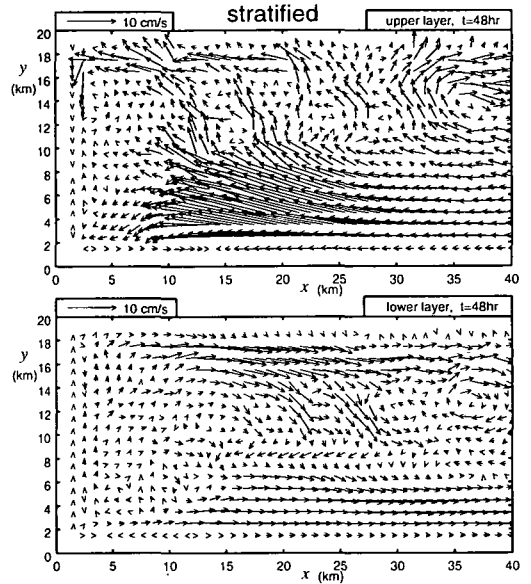 stratified
10 cm/s
upper layer, t=48hr
20
18
y
16
(km)
14
12
10
8
6
4
2
0
0 5 10 15 20 25 30 35 40
x (km)
10 cm/s
lower layer, t=48hr
20
18
y
16
(km)
14
12
10
8
6
4
2
0
0 5 10 15 20 25 30 35 40
x (km)